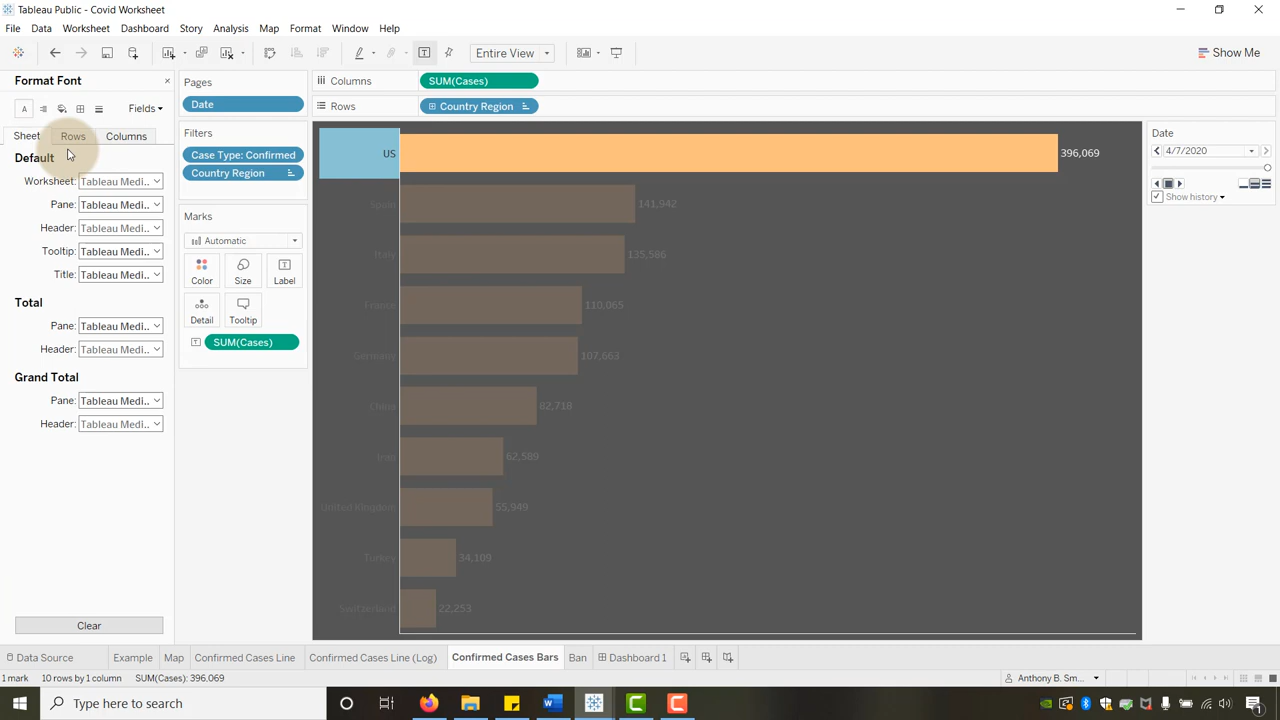 Tableau Public - Covid Worksheet
File Data Worksheet Dashboard Story Analysis Map Format Window Help
Entire View
Show Me
Format Font
Fields
Sheet Rows Columns
Default
Worksheet: Tableau Medi..
Pane: Tableau Medi..
Header: Tableau Medi..
Tooltip: Tableau Medi..
Title: Tableau Medi..
Total
Pane: Tableau Medi..
Header: Tableau Medi..
Grand Total
Pane: Tableau Medi..
Header: Tableau Medi..
Clear
Pages
Date
Filters
Case Type: Confirmed
Country Region
Marks
Automatic
Color Size Label
Detail Tooltip
SUM(Cases)
Columns SUM(Cases)
Rows Country Region
US 396,069
Spain 141,942
Italy 135,586
France 110,065
Germany 107,663
China 82,718
Iran 62,589
United Kingdom 55,949
Turkey 34,109
Switzerland 22,253
Date
4/7/2020
Show history
Data Source Example Map Confirmed Cases Line Confirmed Cases Line (Log) Confirmed Cases Bars Ban Dashboard 1
1 mark 10 rows by 1 column SUM(Cases): 396,069
Anthony B. Sm...
Type here to search